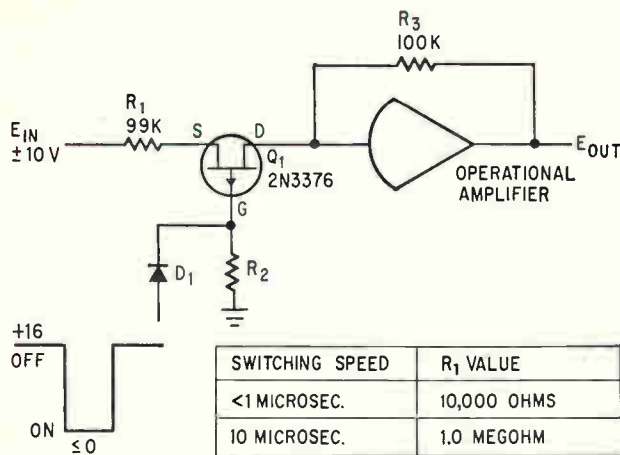 R3
100K
R1
99K
EIN
±10 V
S
D
Q1
2N3376
G
EOUT
OPERATIONAL
AMPLIFIER
D1
R2
+16
OFF
ON
≤0
SWITCHING SPEED R1 VALUE
<1 MICROSEC. 10,000 OHMS
10 MICROSEC. 1.0 MEGOHM